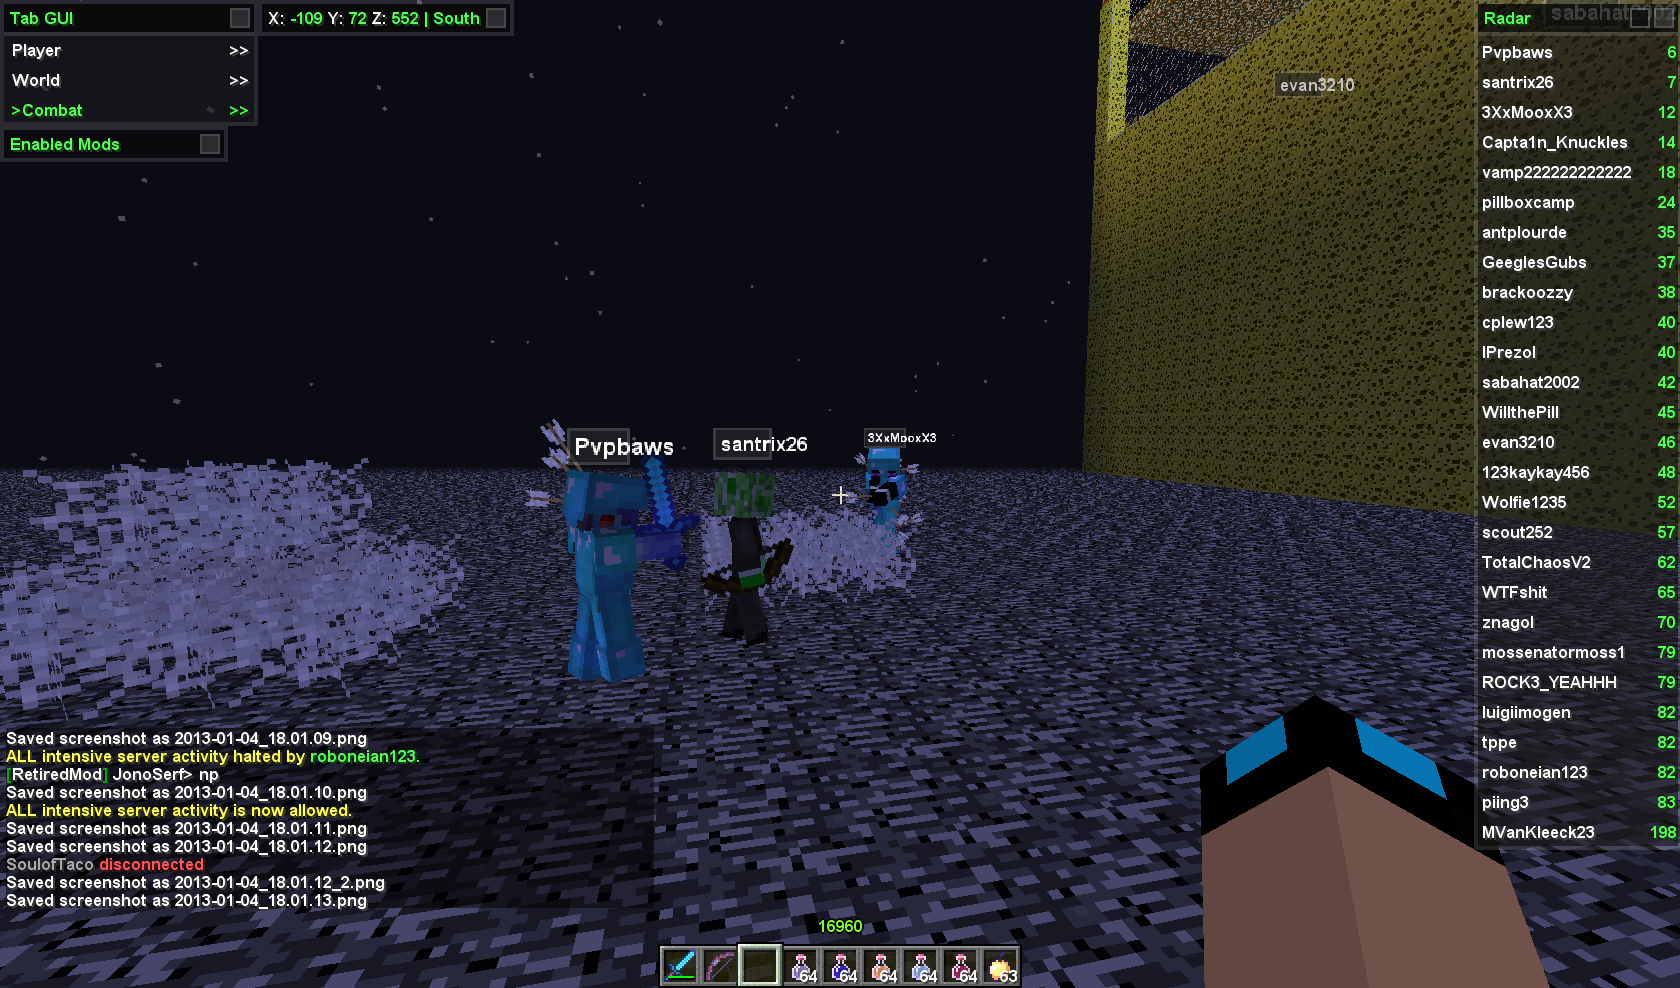 Tab GUI
X: -109 Y: 72 Z: 552 | South
Player >>
World >>
>Combat >>
Enabled Mods
sabahat2002
Radar
Pvpbaws 6
santrix26 7
3XxMooxX3 12
Capta1n_Knuckles 14
vamp222222222222 18
pillboxcamp 24
antplourde 35
GeeglesGubs 37
brackoozzy 38
cplew123 40
IPrezol 40
sabahat2002 42
WillthePill 45
evan3210 46
123kaykay456 48
Wolfie1235 52
scout252 57
TotalChaosV2 62
WTFshit 65
znagol 70
mossenatormoss1 79
ROCK3_YEAHHH 79
luigiimogen 82
tppe 82
roboneian123 82
piing3 83
MVanKleeck23 198
evan3210
Pvpbaws
santrix26
3XxMooxX3
Saved screenshot as 2013-01-04_18.01.09.png
ALL intensive server activity halted by roboneian123.
[RetiredMod] JonoSerf> np
Saved screenshot as 2013-01-04_18.01.10.png
ALL intensive server activity is now allowed.
Saved screenshot as 2013-01-04_18.01.11.png
Saved screenshot as 2013-01-04_18.01.12.png
SoulofTaco disconnected
Saved screenshot as 2013-01-04_18.01.12_2.png
Saved screenshot as 2013-01-04_18.01.13.png
16960
64 64 64 64 64 63